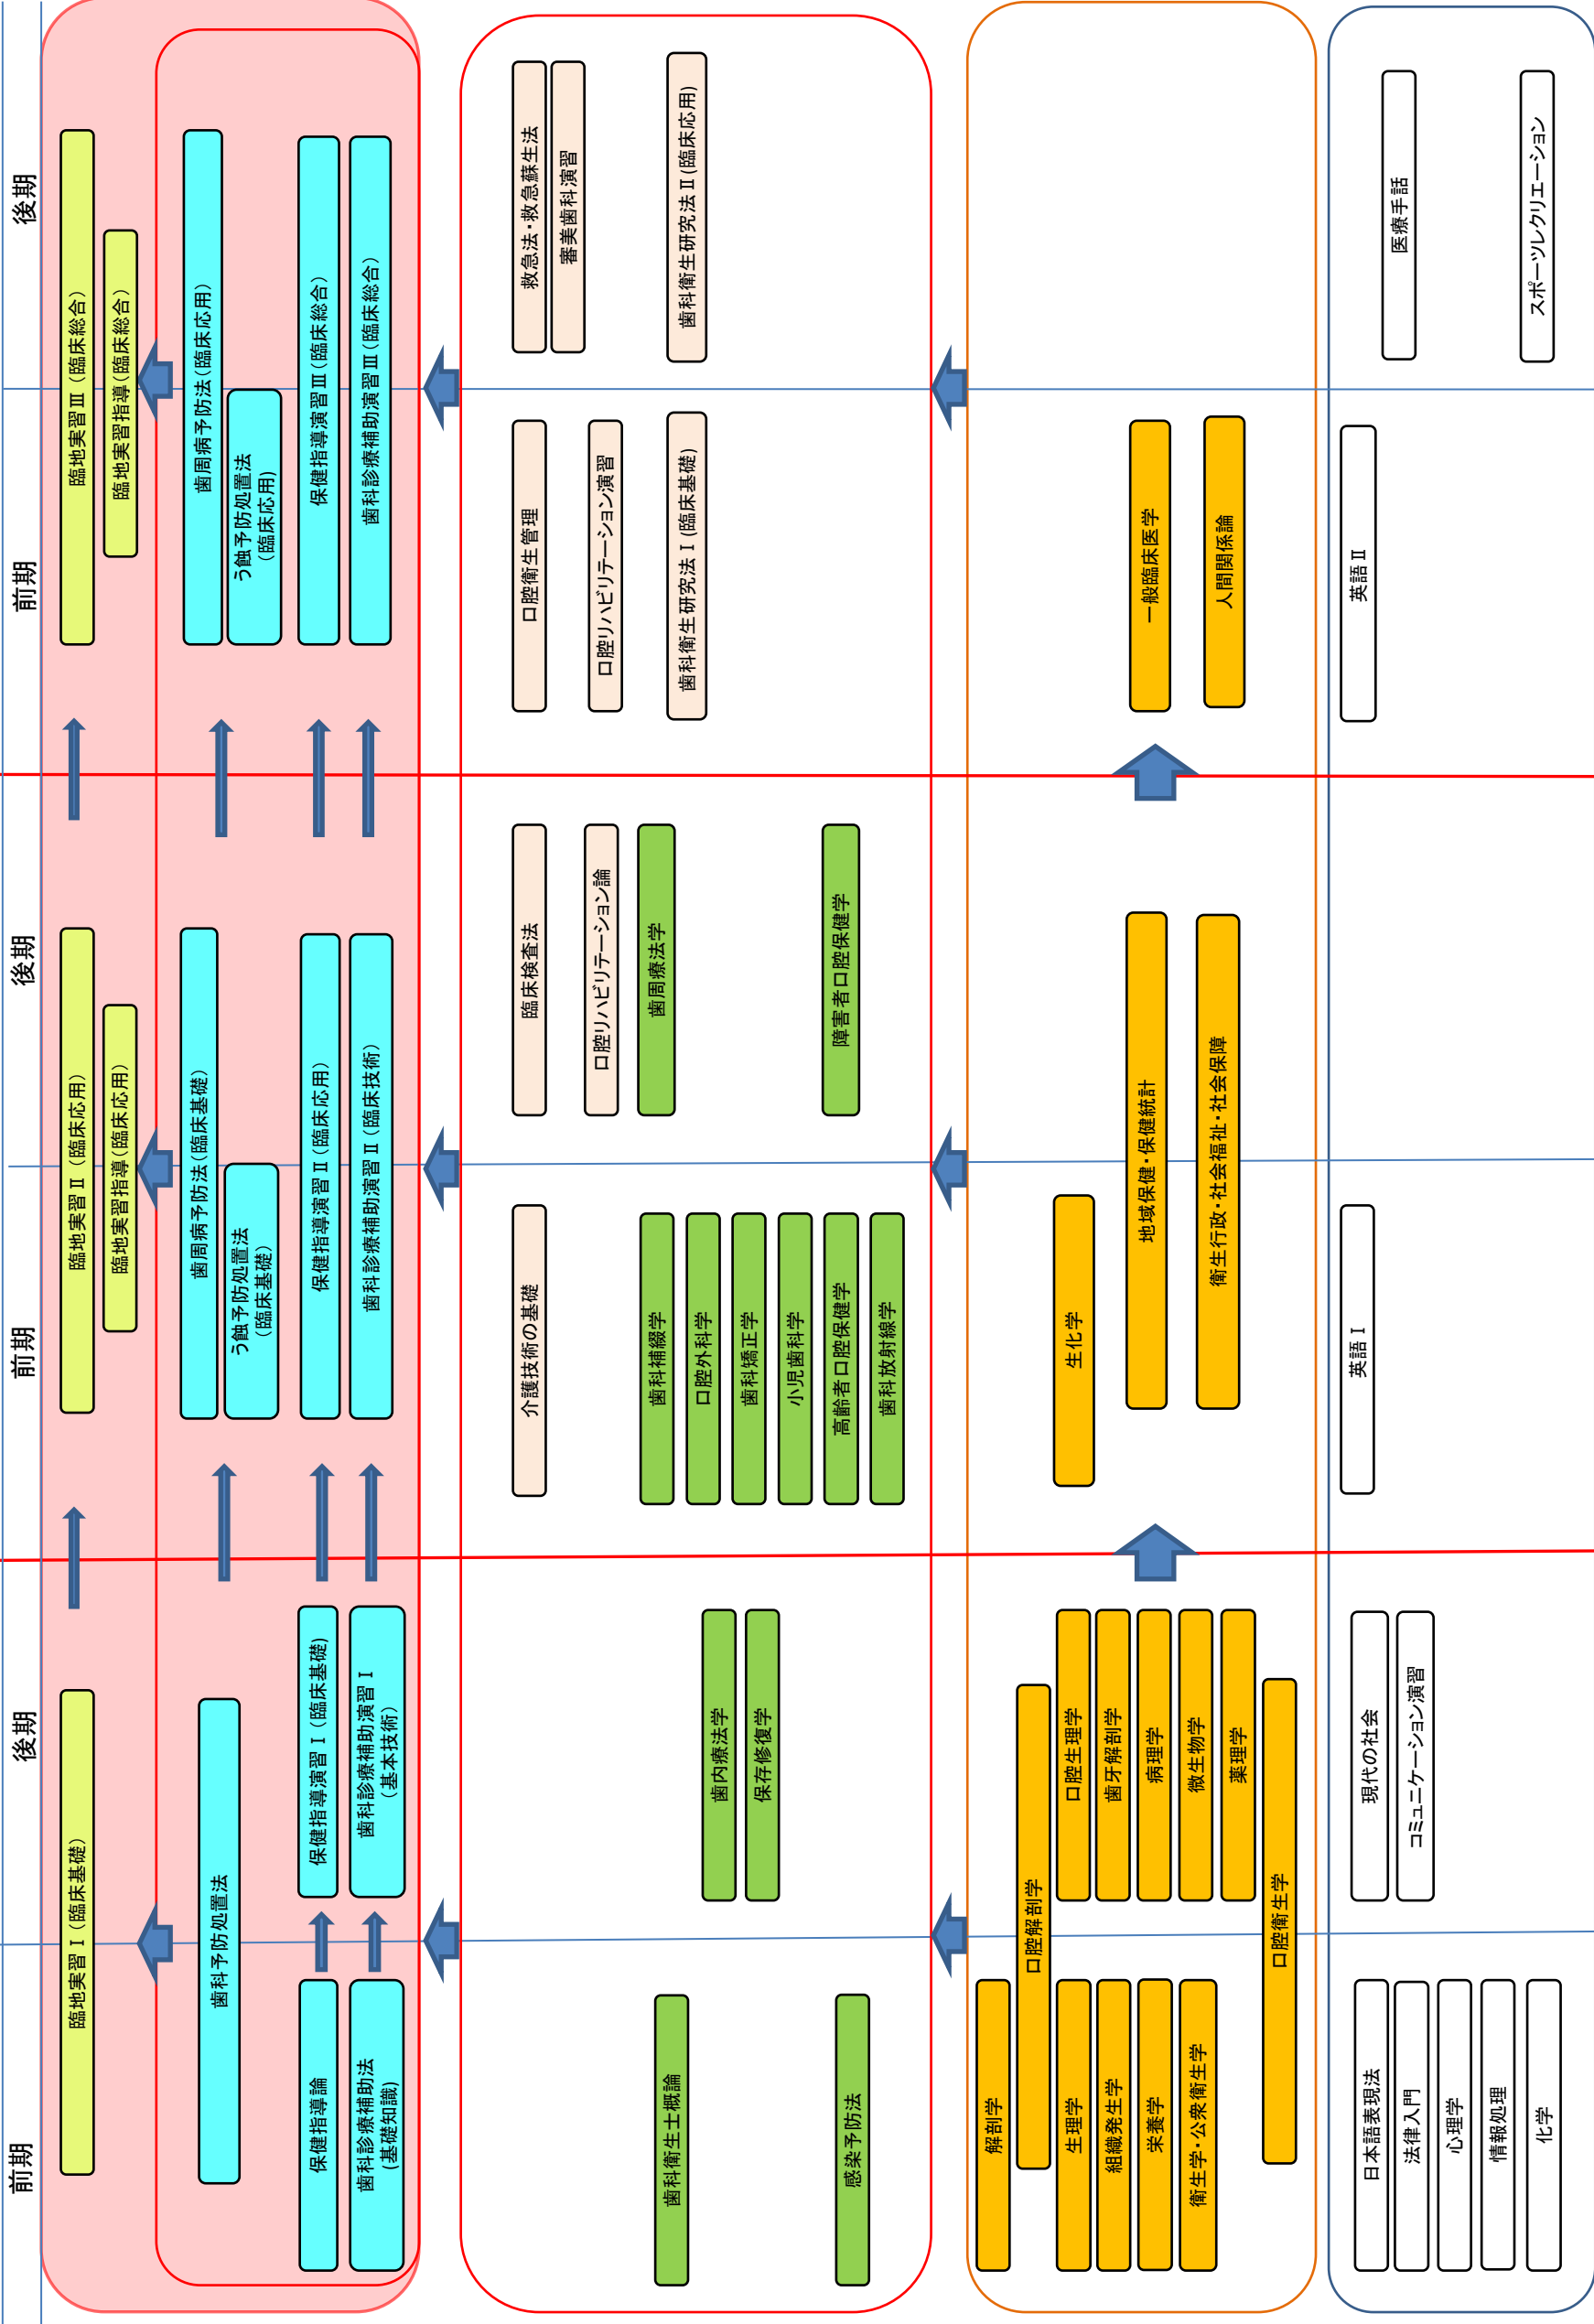 前期
後期
前期
後期
前期
後期
臨地実習Ⅰ（臨床基礎）
臨地実習Ⅱ（臨床応用）
臨地実習Ⅲ（臨床総合）
臨地実習指導（臨床応用）
臨地実習指導（臨床総合）
歯科予防処置法
歯周病予防法（臨床基礎）
歯周病予防法（臨床応用）
う蝕予防処置法
（臨床基礎）
う蝕予防処置法
（臨床応用）
保健指導論
保健指導演習Ⅰ（臨床基礎）
保健指導演習Ⅱ（臨床応用）
保健指導演習Ⅲ（臨床総合）
歯科診療補助法
（基礎知識）
歯科診療補助演習Ⅰ
（基本技術）
歯科診療補助演習Ⅱ（臨床技術）
歯科診療補助演習Ⅲ（臨床総合）
介護技術の基礎
臨床検査法
口腔衛生管理
救急法・救急蘇生法
審美歯科演習
口腔リハビリテーション論
口腔リハビリテーション演習
歯科衛生士概論
歯科補綴学
歯周療法学
歯科衛生研究法Ⅰ(臨床基礎)
歯科衛生研究法Ⅱ(臨床応用)
歯内療法学
口腔外科学
保存修復学
歯科矯正学
小児歯科学
感染予防法
高齢者口腔保健学
障害者口腔保健学
歯科放射線学
解剖学
口腔解剖学
生理学
口腔生理学
生化学
組織発生学
歯牙解剖学
栄養学
病理学
地域保健・保健統計
一般臨床医学
衛生学・公衆衛生学
微生物学
衛生行政・社会福祉・社会保障
人間関係論
薬理学
口腔衛生学
日本語表現法
現代の社会
英語Ⅰ
英語Ⅱ
医療手話
法律入門
コミュニケーション演習
心理学
情報処理
化学
スポーツレクリエーション